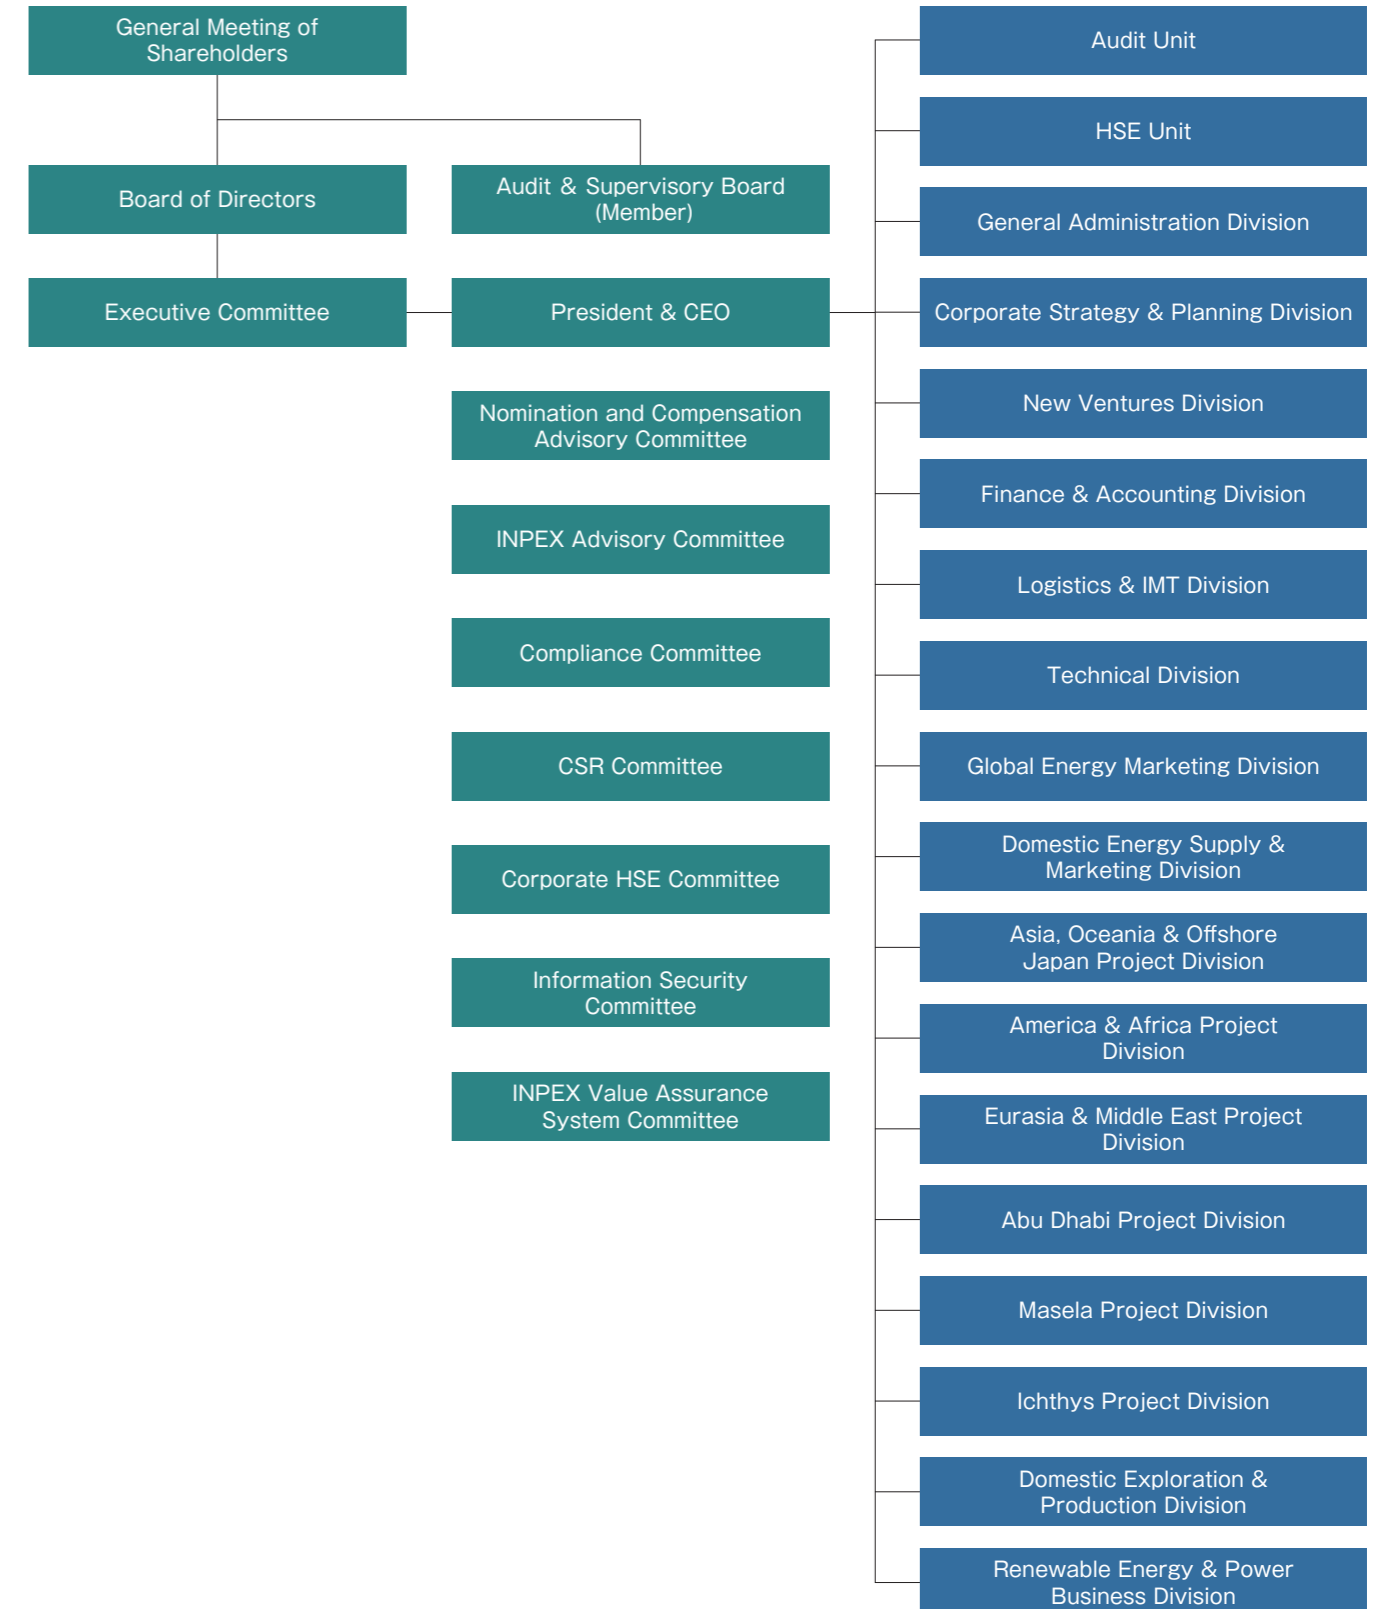 General Meeting of
Shareholders
Board of Directors
Audit & Supervisory Board
(Member)
Executive Committee
President & CEO
Nomination and Compensation
Advisory Committee
INPEX Advisory Committee
Compliance Committee
CSR Committee
Corporate HSE Committee
Information Security
Committee
INPEX Value Assurance
System Committee
Audit Unit
HSE Unit
General Administration Division
Corporate Strategy & Planning Division
New Ventures Division
Finance & Accounting Division
Logistics & IMT Division
Technical Division
Global Energy Marketing Division
Domestic Energy Supply &
Marketing Division
Asia, Oceania & Offshore
Japan Project Division
America & Africa Project
Division
Eurasia & Middle East Project
Division
Abu Dhabi Project Division
Masela Project Division
Ichthys Project Division
Domestic Exploration &
Production Division
Renewable Energy & Power
Business Division